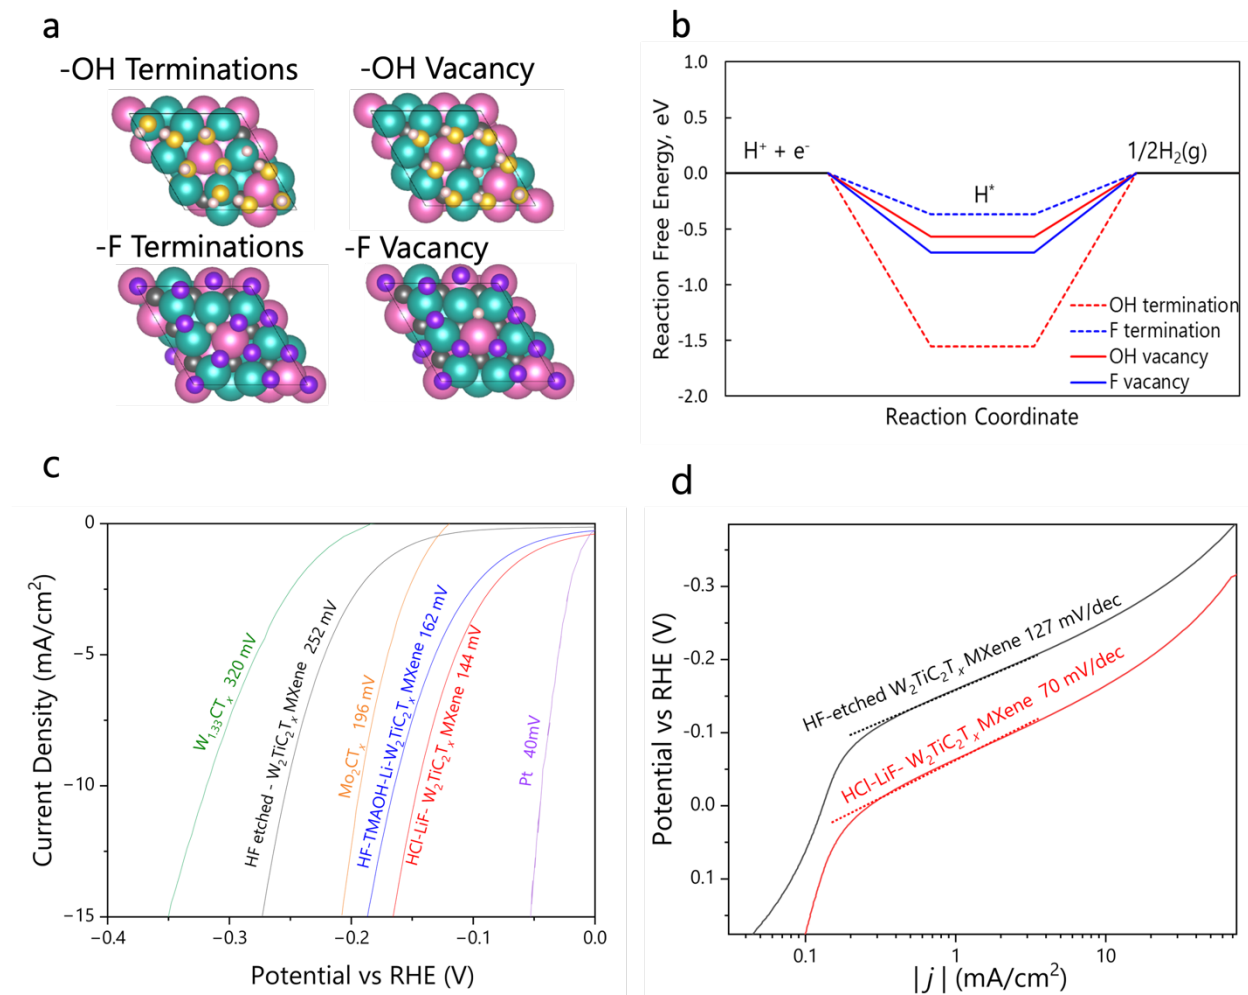 a
-OH Terminations
-OH Vacancy
-F Terminations
-F Vacancy
b
Reaction Free Energy, eV
1.0
0.5
0.0
-0.5
-1.0
-1.5
-2.0
H⁺ + e⁻
H*
1/2H₂(g)
OH termination
F termination
OH vacancy
F vacancy
Reaction Coordinate
c
Current Density (mA/cm²)
0
−5
−10
−15
W₁.₃₃CTₓ 320 mV
HF etched - W₂TiC₂Tₓ MXene 252 mV
Mo₂CTₓ 196 mV
HF-TMAOH-Li-W₂TiC₂Tₓ MXene 162 mV
HCl-LiF- W₂TiC₂Tₓ MXene 144 mV
Pt 40mV
−0.4
−0.3
−0.2
−0.1
0.0
Potential vs RHE (V)
d
Potential vs RHE (V)
-0.3
-0.2
-0.1
0.0
0.1
HF-etched W₂TiC₂Tₓ MXene 127 mV/dec
HCl-LiF- W₂TiC₂Tₓ MXene 70 mV/dec
0.1
1
10
|j| (mA/cm²)